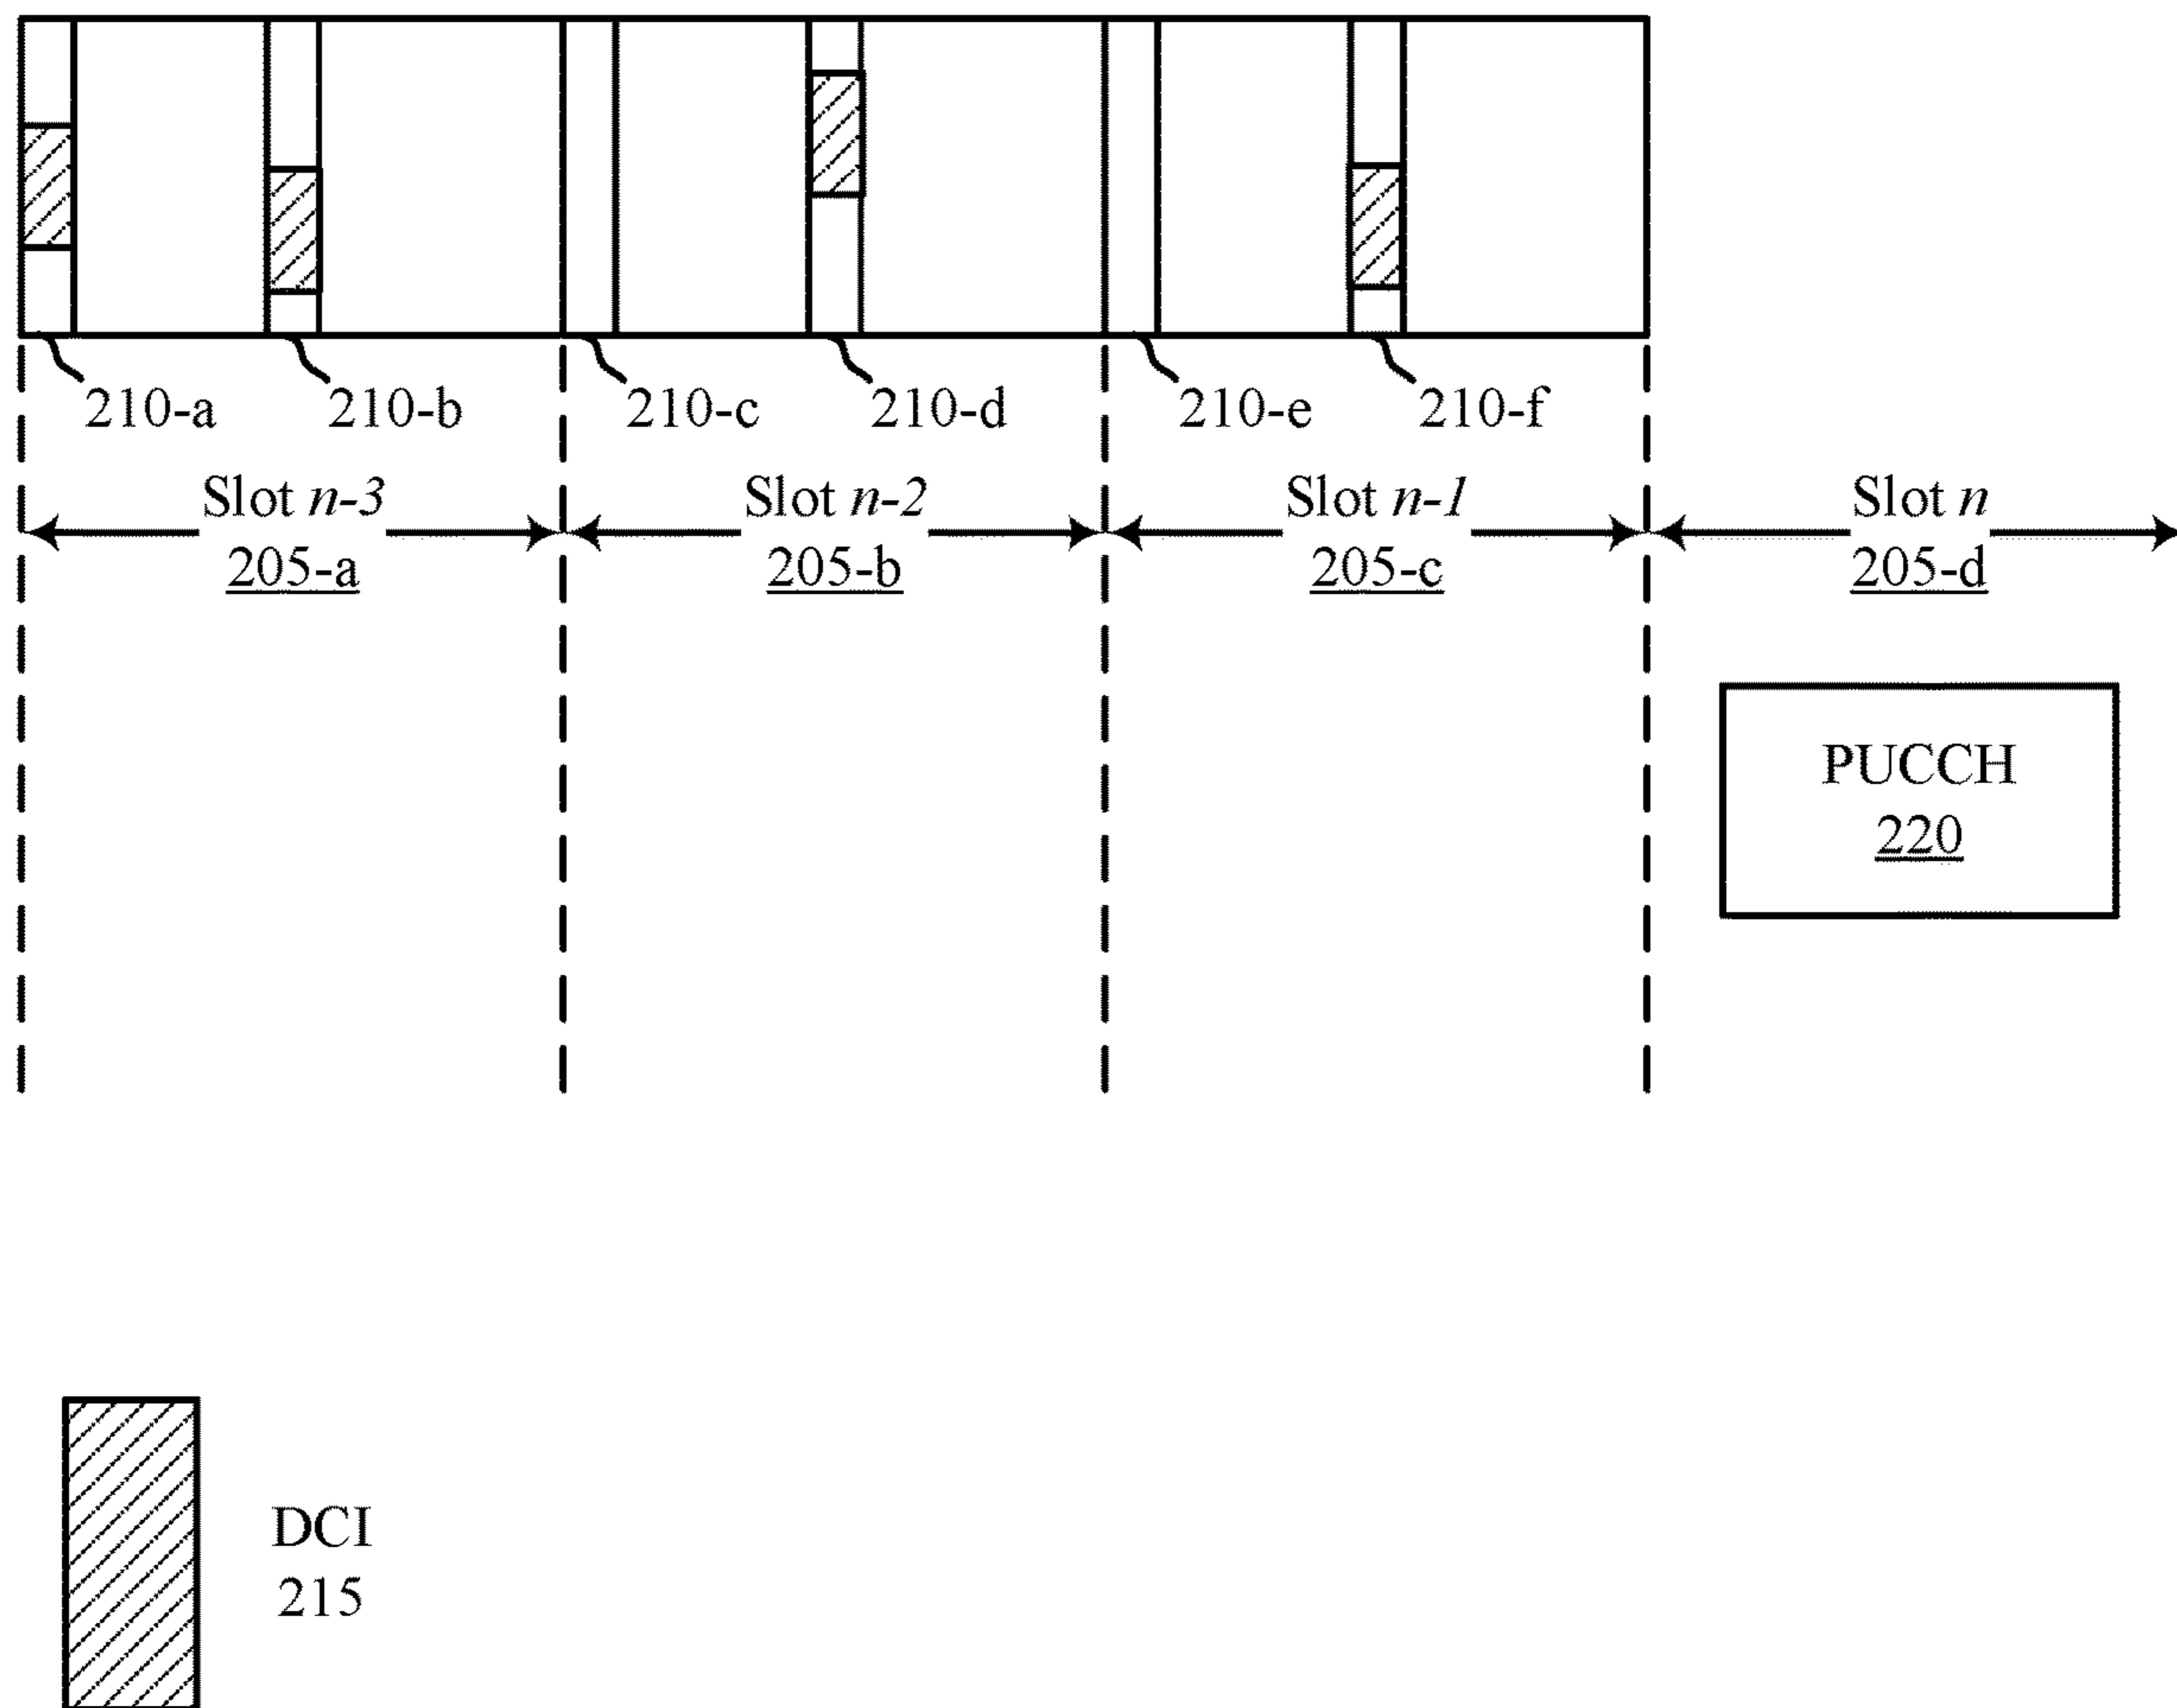 210-a 210-b 210-c 210-d 210-e 210-f
Slot n-3 Slot n-2 Slot n-1 Slot n
205-a 205-b 205-c 205-d
PUCCH
220
DCI
215